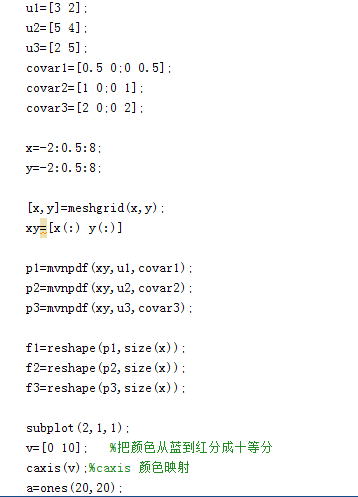 u1=[3 2];
u2=[5 4];
u3=[2 5];
covar1=[0.5 0;0 0.5];
covar2=[1 0;0 1];
covar3=[2 0;0 2];
x=-2:0.5:8;
y=-2:0.5:8;
[x,y]=meshgrid(x,y);
xy=[x(:) y(:)]
p1=mvnpdf(xy,u1,covar1);
p2=mvnpdf(xy,u2,covar2);
p3=mvnpdf(xy,u3,covar3);
f1=reshape(p1,size(x));
f2=reshape(p2,size(x));
f3=reshape(p3,size(x));
subplot(2,1,1);
v=[0 10];   %把颜色从蓝到红分成十等分
caxis(v);%caxis 颜色映射
a=ones(20,20);